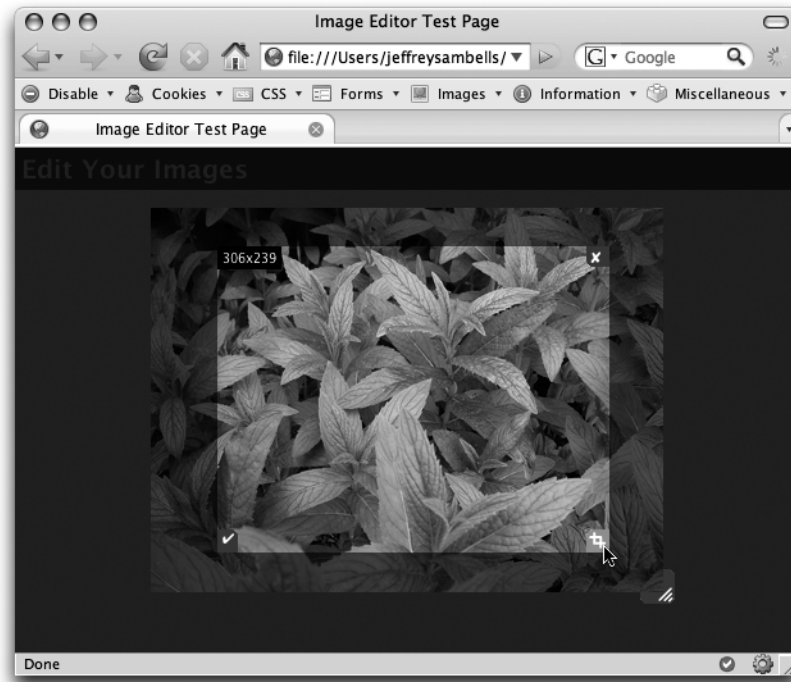 Image Editor Test Page
file:///Users/jeffreysambells/
G Google
Disable Cookies CSS Forms Images Information Miscellaneous
Image Editor Test Page
Edit Your Images
306x239
Done